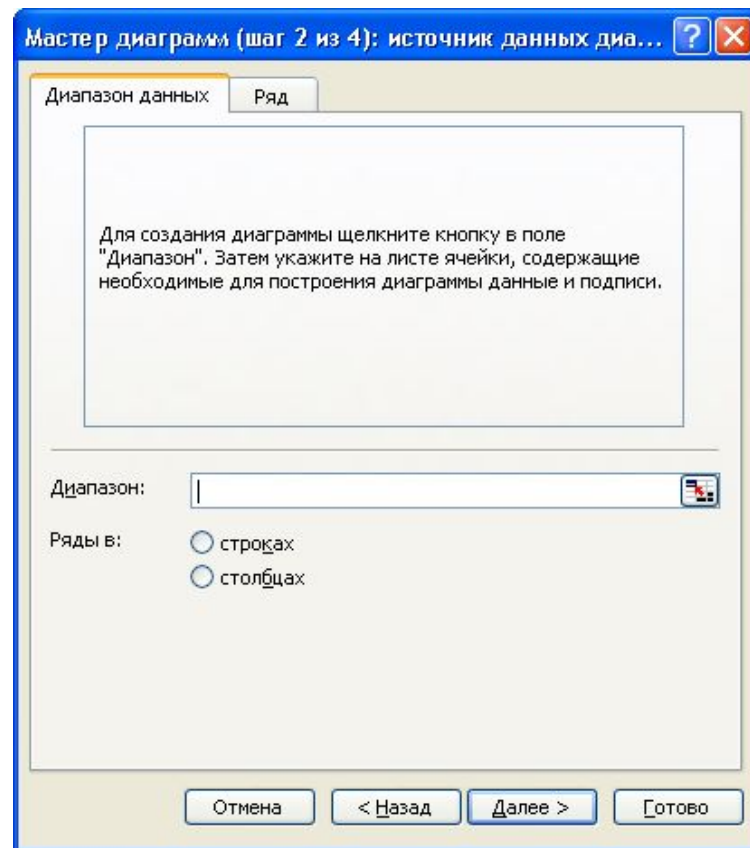 Мастер диаграмм (шаг 2 из 4): источник данных диа...
Диапазон данных
Ряд
Для создания диаграммы щелкните кнопку в поле
"Диапазон". Затем укажите на листе ячейки, содержащие
необходимые для построения диаграммы данные и подписи.
Диапазон:
Ряды в:
строках
столбцах
Отмена
< Назад
Далее >
Готово